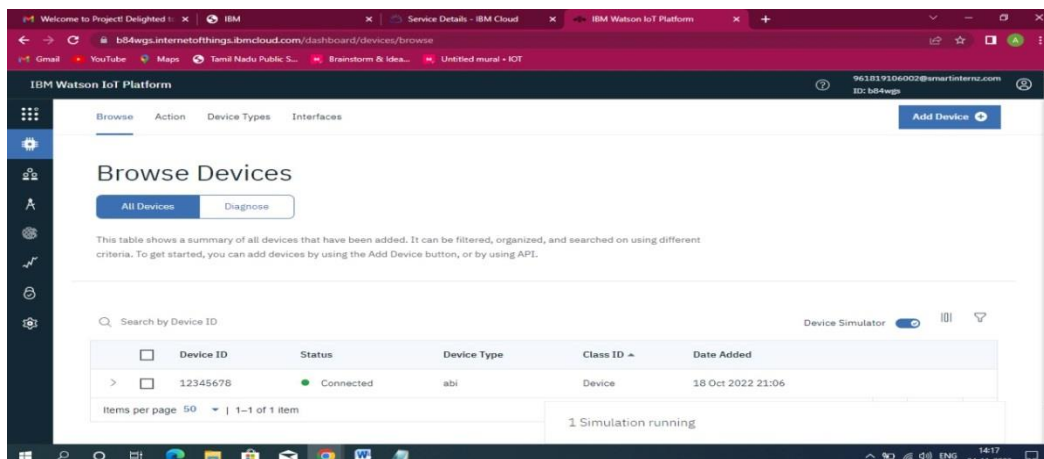 Welcome to Project! Delighted t
IBM
Service Details - IBM Cloud
IBM Watson IoT Platform
b84wgs.internetofthings.ibmcloud.com/dashboard/devices/browse
Gmail
YouTube
Maps
Tamil Nadu Public S...
Brainstorm & Idea...
Untitled mural • IOT
IBM Watson IoT Platform
961819106002@smartinternz.com
ID: b84wgs
Browse
Action
Device Types
Interfaces
Add Device
Browse Devices
All Devices
Diagnose
This table shows a summary of all devices that have been added. It can be filtered, organized, and searched on using different
criteria. To get started, you can add devices by using the Add Device button, or by using API.
Search by Device ID
Device Simulator
Device ID Status Device Type Class ID Date Added
12345678 Connected abi Device 18 Oct 2022 21:06
Items per page 50 | 1–1 of 1 item
1 Simulation running
ENG
14:17